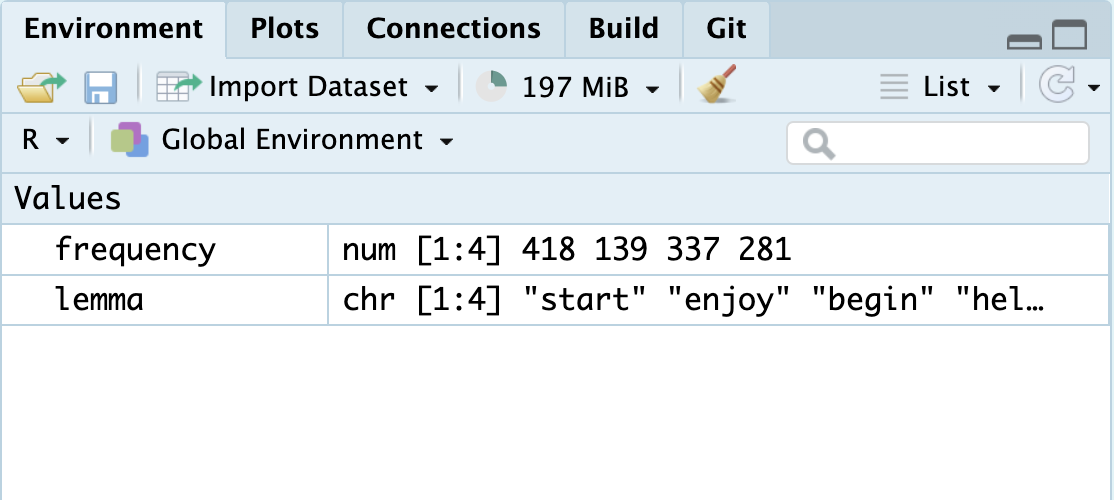 Environment Plots Connections Build Git
Import Dataset 197 MiB List
R Global Environment
Values
frequency num [1:4] 418 139 337 281
lemma chr [1:4] "start" "enjoy" "begin" "hel…